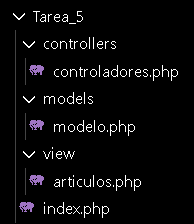 Tarea_5
controllers
controladores.php
models
modelo.php
view
articulos.php
index.php